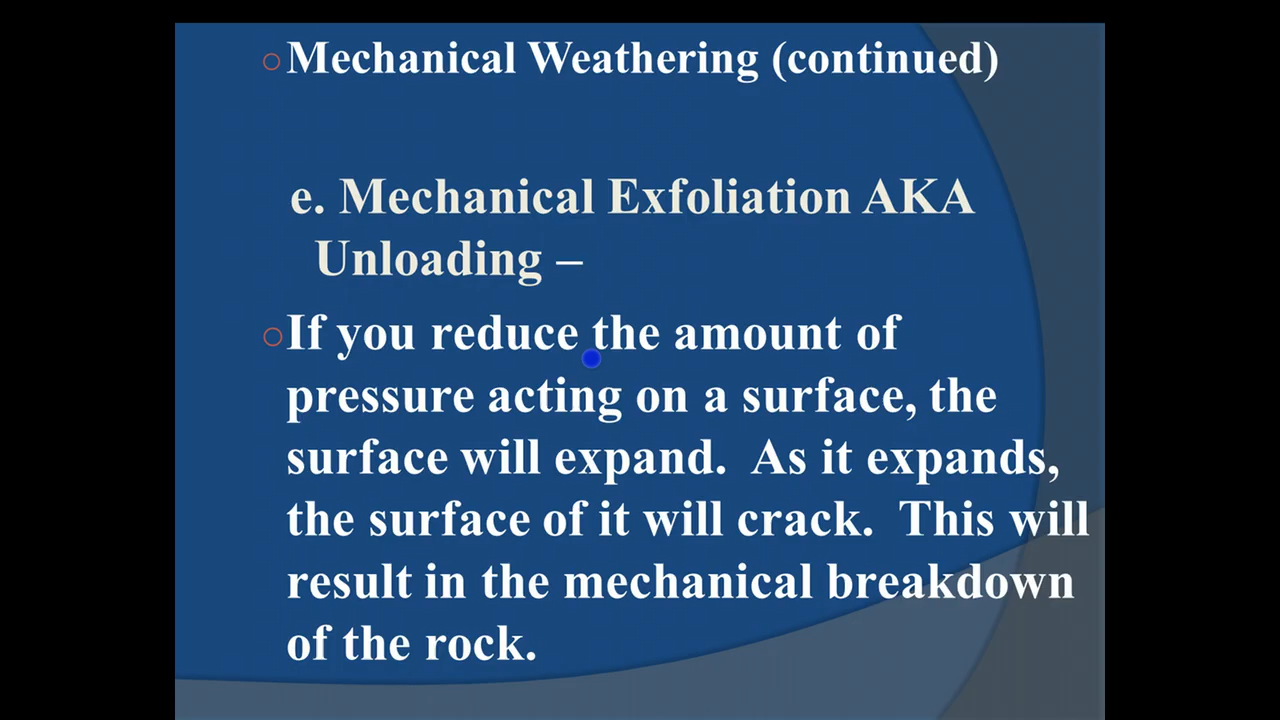 Mechanical Weathering (continued)
e. Mechanical Exfoliation AKA
Unloading –
If you reduce the amount of
pressure acting on a surface, the
surface will expand.  As it expands,
the surface of it will crack.  This will
result in the mechanical breakdown
of the rock.